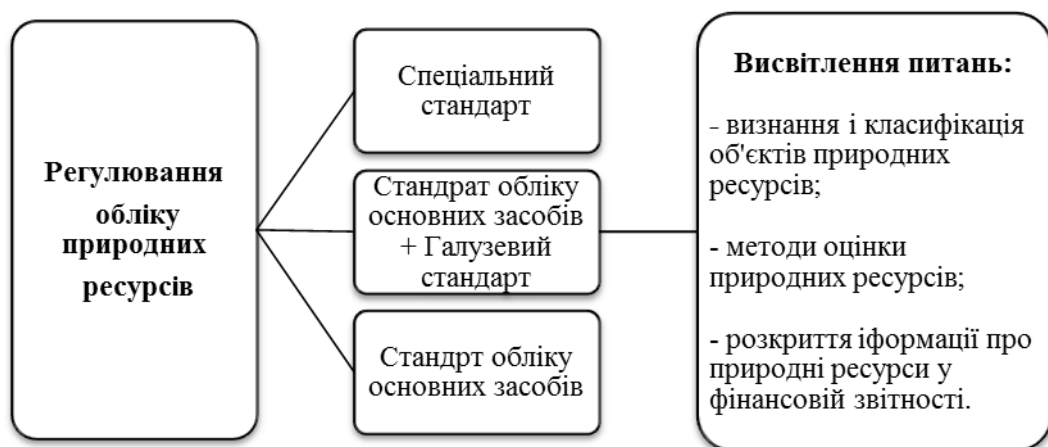 Регулювання
обліку
природних
ресурсів
Спеціальний
стандарт
Стандрат обліку
основних засобів
+ Галузевий
стандарт
Стандрт обліку
основних засобів
Висвітлення питань:
- визнання і класифікація
об'єктів природних
ресурсів;
- методи оцінки
природних ресурсів;
- розкриття іформації про
природні ресурси у
фінансовій звітності.